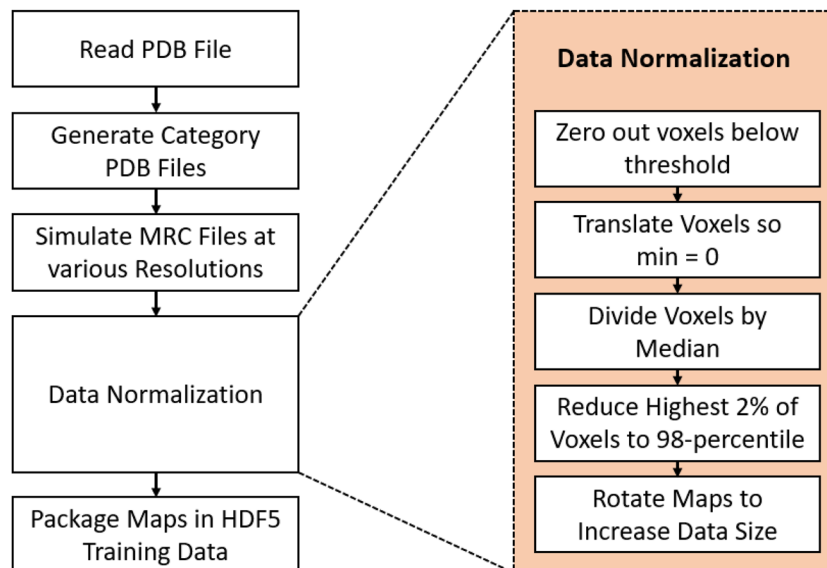 Read PDB File
Generate Category
PDB Files
Simulate MRC Files at
various Resolutions
Data Normalization
Package Maps in HDF5
Training Data
Data Normalization
Zero out voxels below
threshold
Translate Voxels so
min = 0
Divide Voxels by
Median
Reduce Highest 2% of
Voxels to 98-percentile
Rotate Maps to
Increase Data Size